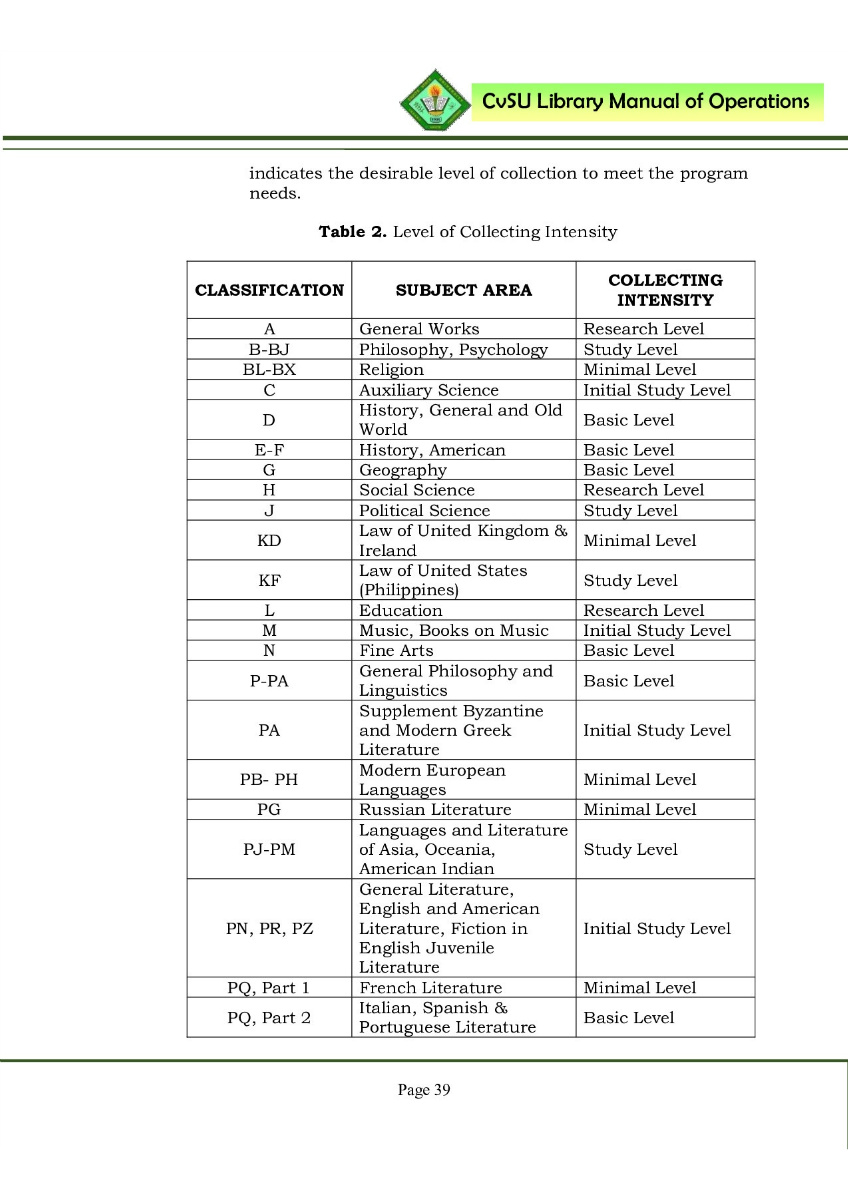 CvSU Library Manual of Operations
indicates the desirable level of collection to meet the program
needs.
Table 2. Level of Collecting Intensity
CLASSIFICATION SUBJECT AREA COLLECTING INTENSITY
A General Works Research Level
B-BJ Philosophy, Psychology Study Level
BL-BX Religion Minimal Level
C Auxiliary Science Initial Study Level
D History, General and Old World Basic Level
E-F History, American Basic Level
G Geography Basic Level
H Social Science Research Level
J Political Science Study Level
KD Law of United Kingdom & Ireland Minimal Level
KF Law of United States (Philippines) Study Level
L Education Research Level
M Music, Books on Music Initial Study Level
N Fine Arts Basic Level
P-PA General Philosophy and Linguistics Basic Level
PA Supplement Byzantine and Modern Greek Literature Initial Study Level
PB- PH Modern European Languages Minimal Level
PG Russian Literature Minimal Level
PJ-PM Languages and Literature of Asia, Oceania, American Indian Study Level
PN, PR, PZ General Literature, English and American Literature, Fiction in English Juvenile Literature Initial Study Level
PQ, Part 1 French Literature Minimal Level
PQ, Part 2 Italian, Spanish & Portuguese Literature Basic Level
Page 39